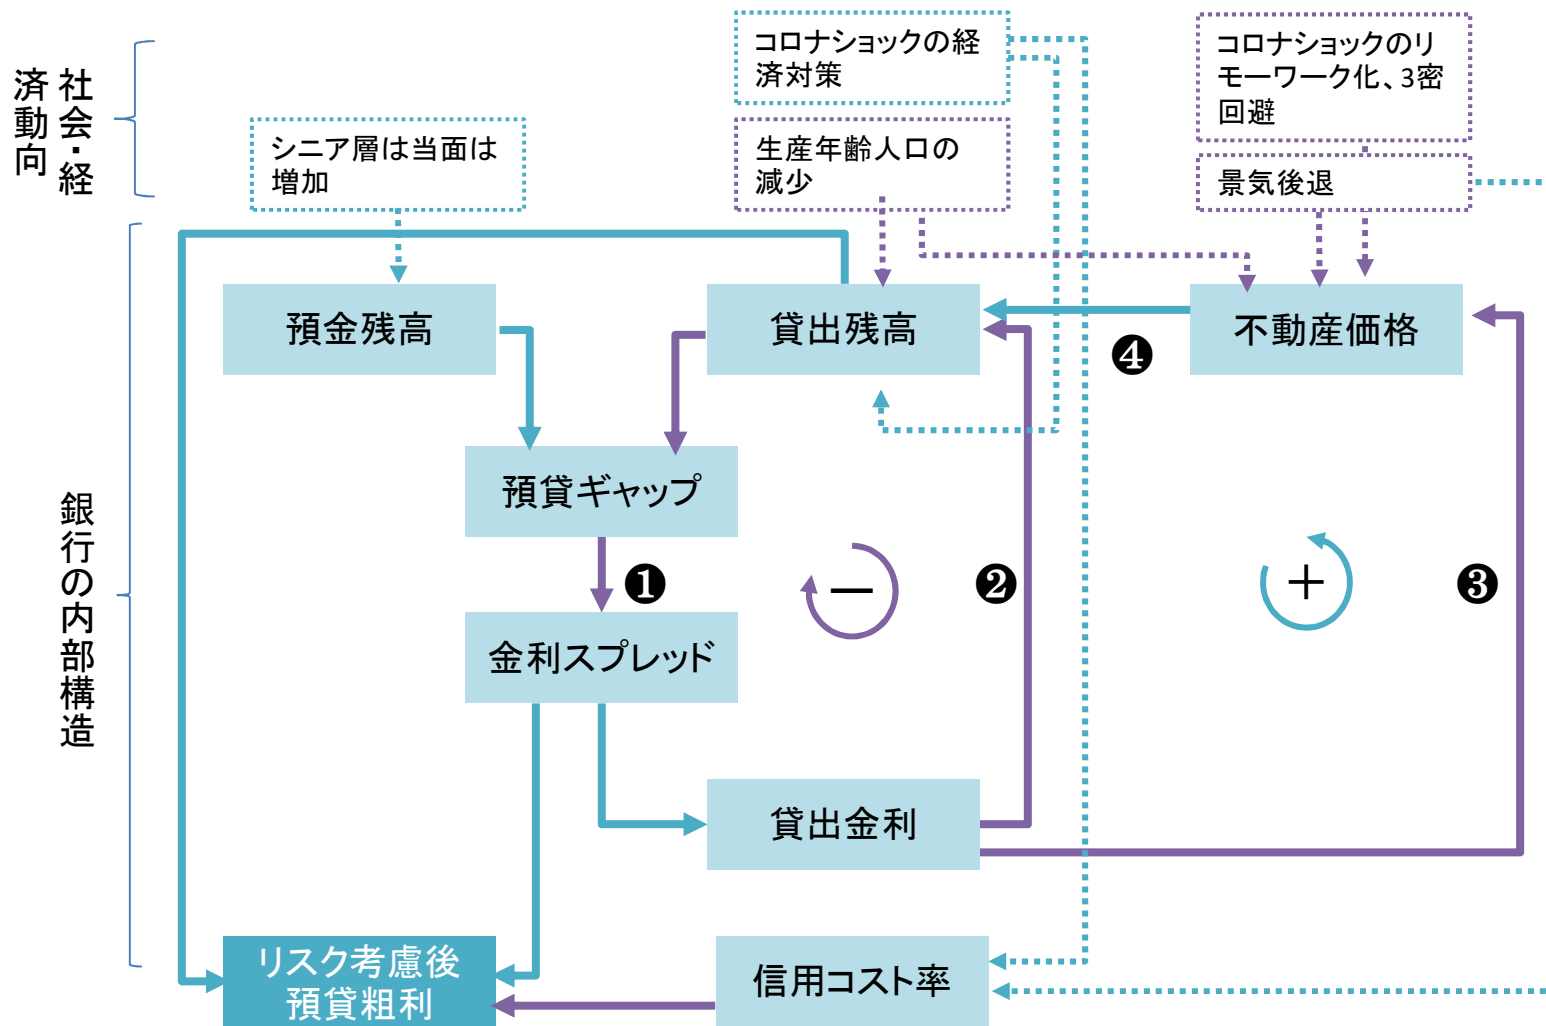 社会・経
済動向
コロナショックの経
済対策
コロナショックのリ
モーワーク化、3密
回避
シニア層は当面は
増加
生産年齢人口の
減少
景気後退
銀行の内部構造
預金残高
貸出残高
不動産価格
❹
預貸ギャップ
❶
−
❷
+
❸
金利スプレッド
貸出金利
リスク考慮後
預貸粗利
信用コスト率